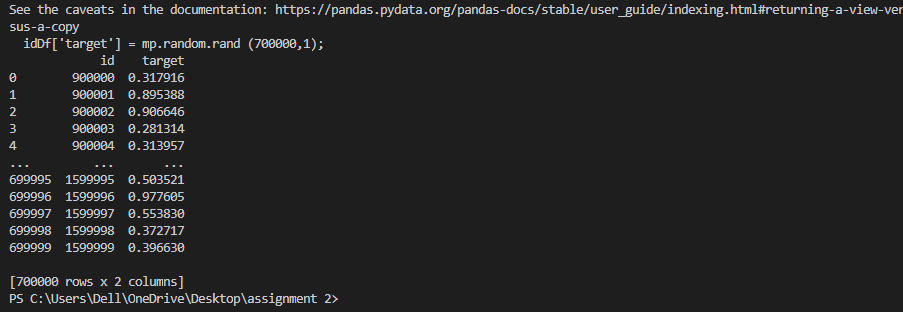 See the caveats in the documentation: https://pandas.pydata.org/pandas-docs/stable/user_guide/indexing.html#returning-a-view-ver
sus-a-copy
  idDf['target'] = mp.random.rand (700000,1);
             id    target
0        900000  0.317916
1        900001  0.895388
2        900002  0.906646
3        900003  0.281314
4        900004  0.313957
...         ...       ...
699995  1599995  0.503521
699996  1599996  0.977605
699997  1599997  0.553830
699998  1599998  0.372717
699999  1599999  0.396630

[700000 rows x 2 columns]
PS C:\Users\Dell\OneDrive\Desktop\assignment 2>